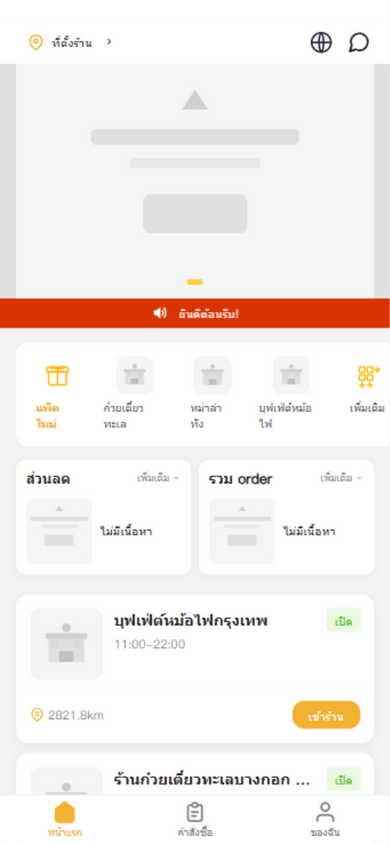 ที่ตั้งร้าน
ยินดีต้อนรับ!
แพ็ค
ใหม่
ก๋วยเตี๋ยว
ทะเล
หม่าล่า
ทั่ง
บุฟเฟ่ต์หม้อ
ไฟ
เพิ่มเติม
ส่วนลด
เพิ่มเติม -
รวม order
เพิ่มเติม -
ไม่มีเนื้อหา
ไม่มีเนื้อหา
บุฟเฟ่ต์หม้อไฟกรุงเทพ
เปิด
11:00-22:00
2821.8km
เข้าร้าน
ร้านก๋วยเตี๋ยวทะเลบางกอก ...
เปิด
หน้าแรก
คำสั่งซื้อ
ของฉัน